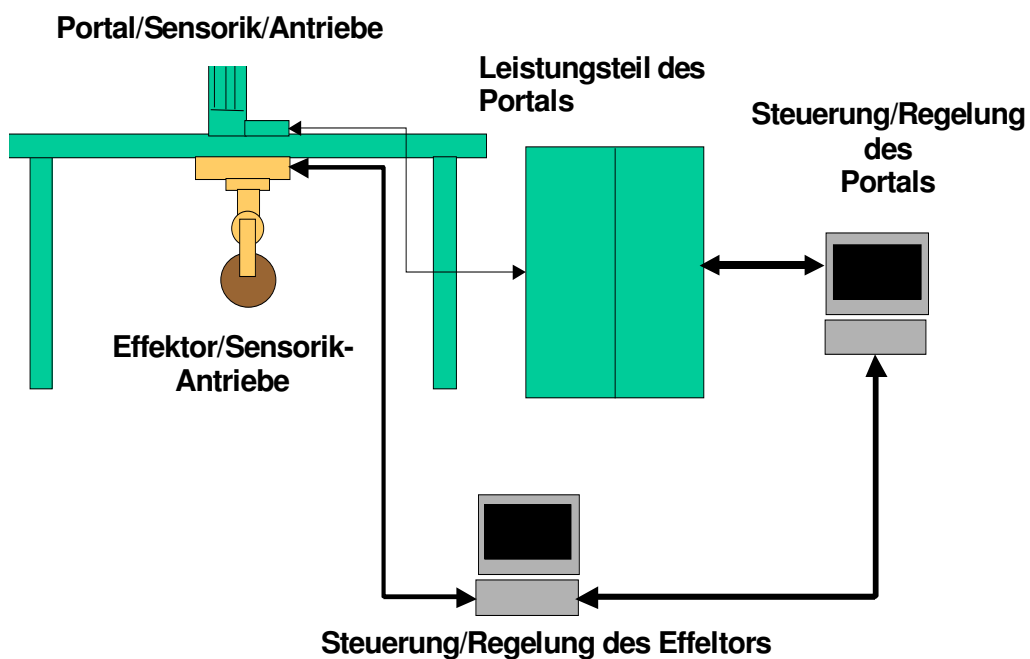 Portal/Sensorik/Antriebe
Leistungsteil des
Portals
Steuerung/Regelung
des
Portals
Effektor/Sensorik-
Antriebe
Steuerung/Regelung des Effeltors